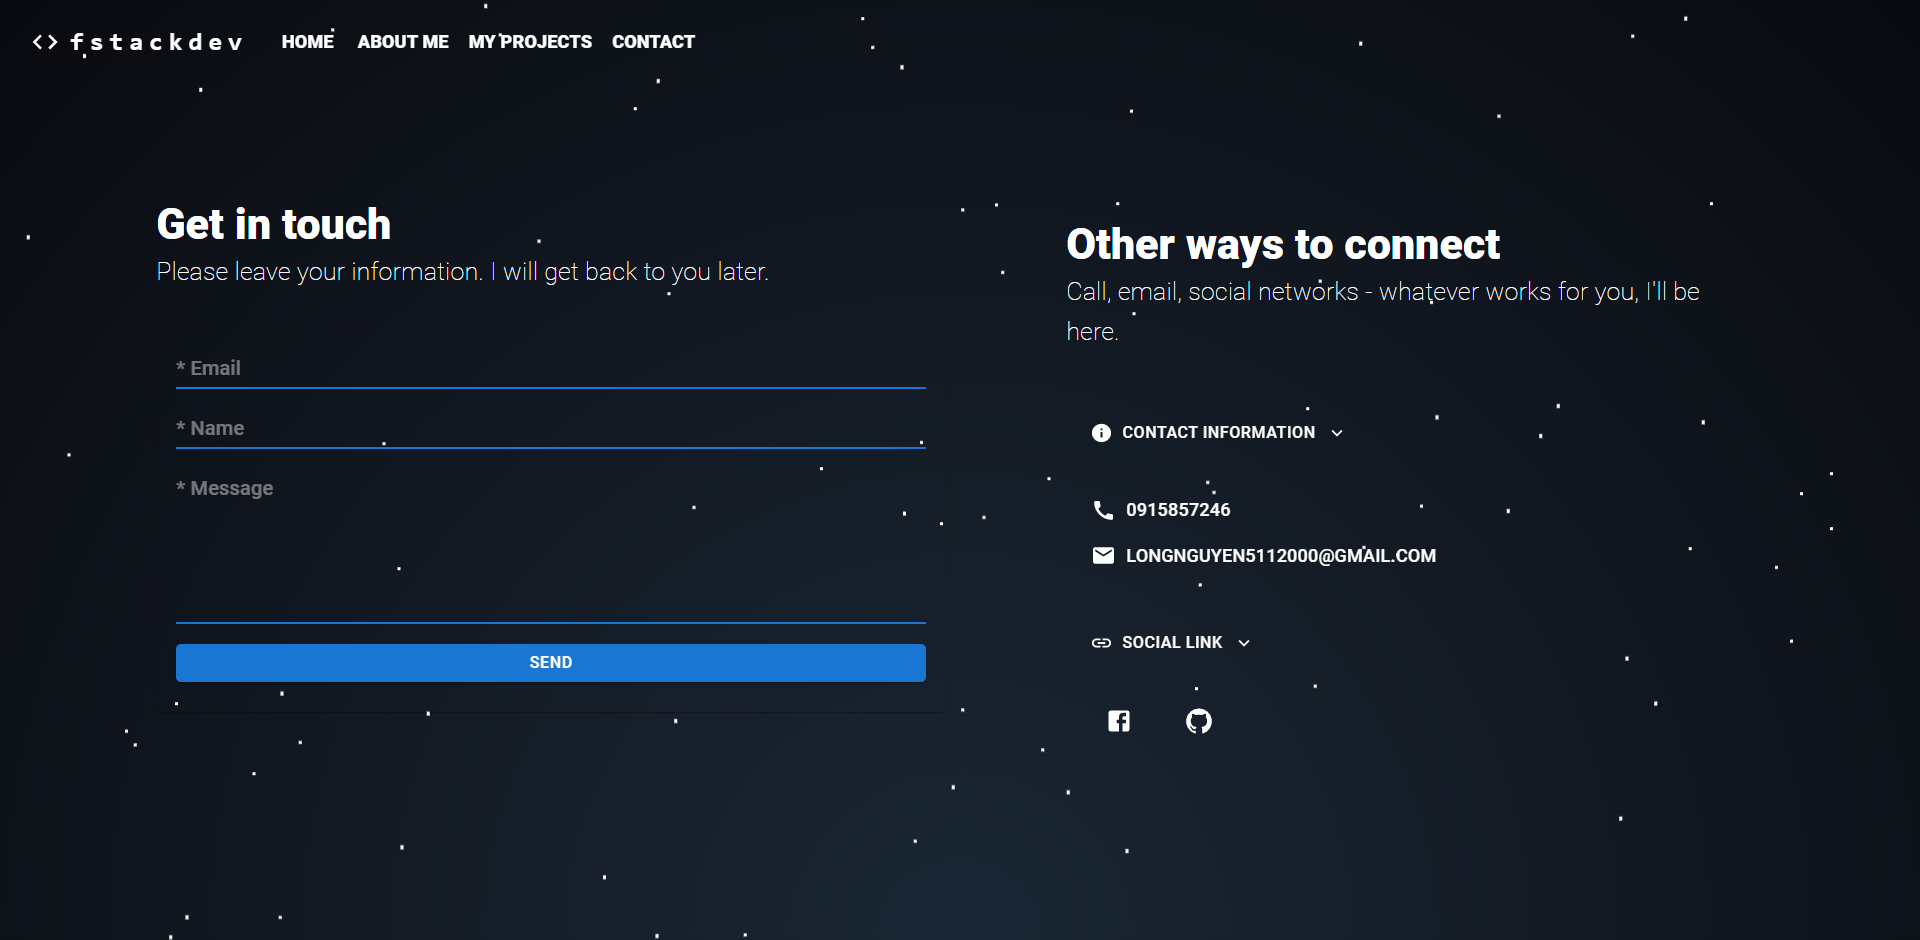 fstackdev
HOME ABOUT ME MY PROJECTS CONTACT
Get in touch
Please leave your information. I will get back to you later.
* Email
* Name
* Message
SEND
Other ways to connect
Call, email, social networks - whatever works for you, I'll be
here.
CONTACT INFORMATION
0915857246
LONGNGUYEN5112000@GMAIL.COM
SOCIAL LINK